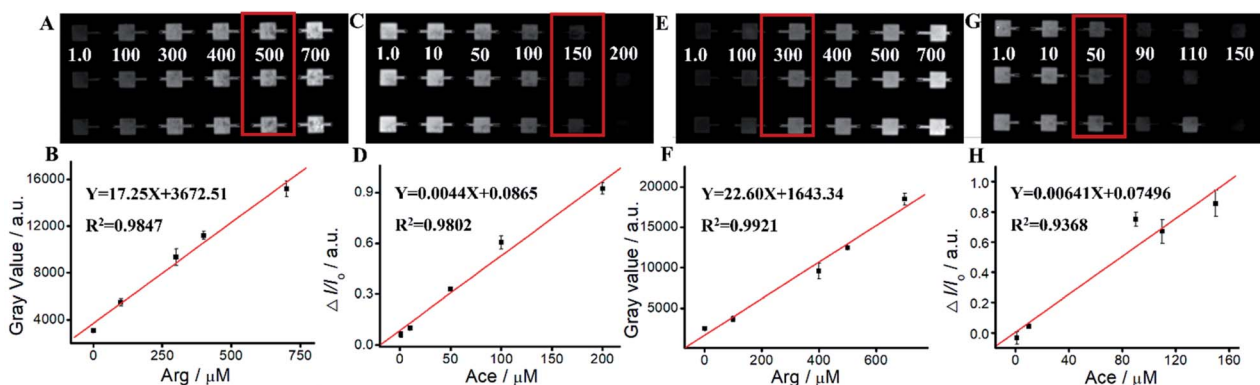 A
1.0 100 300 400 500 700
C
1.0 10 50 100 150 200
E
1.0 100 300 400 500 700
G
1.0 10 50 90 110 150
B
Y=17.25X+3672.51
R²=0.9847
16000
12000
8000
4000
Gray Value / a.u.
0 250 500 750
Arg / μM
D
Y=0.0044X+0.0865
R²=0.9802
0.9
0.6
0.3
0.0
△ I/Iₒ / a.u.
0 50 100 150 200
Ace / μM
F
Y=22.60X+1643.34
R²=0.9921
20000
15000
10000
5000
Gray value / a.u.
0 200 400 600
Arg / μM
H
Y=0.00641X+0.07496
R²=0.9368
1.0
0.8
0.6
0.4
0.2
0.0
△ I/Iₒ / a.u.
0 40 80 120 160
Ace / μM